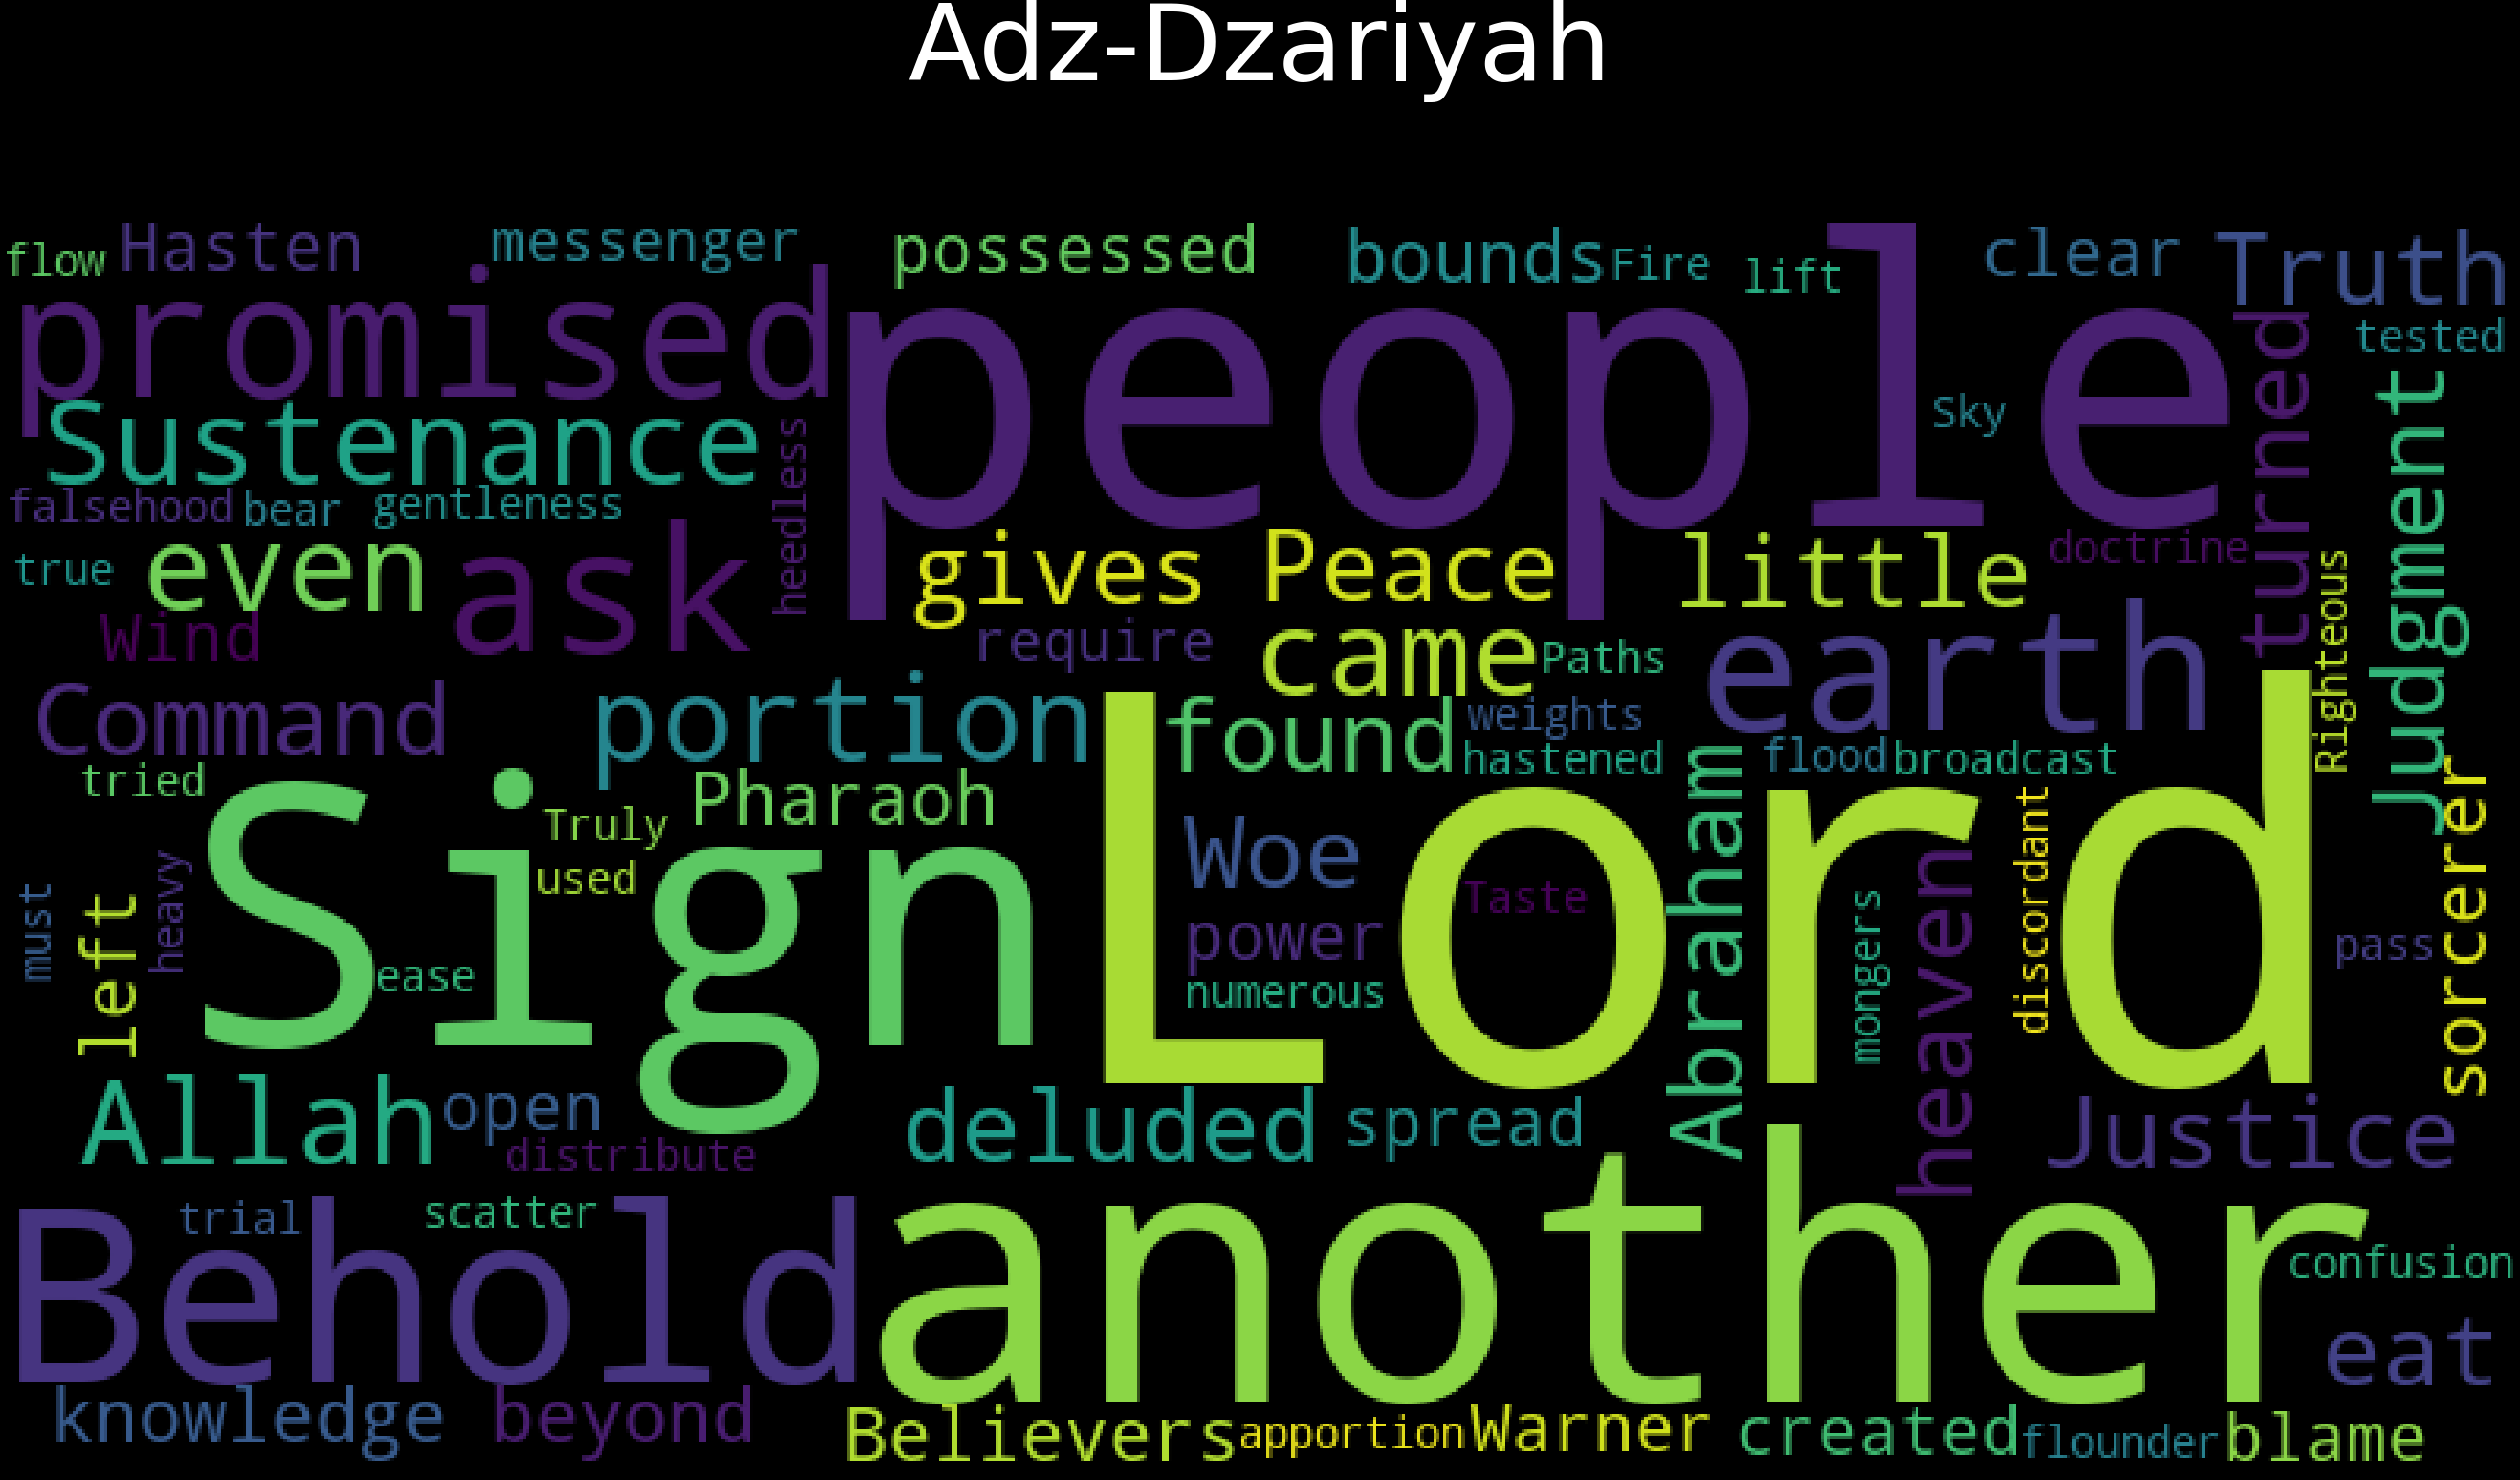 Adz-Dzariyah
flow
Hasten
messenger
possessed
bounds
Fire
lift
clear
Truth
promised
people
tested
turned
Sky
Sustenance
heedless
Judgment
falsehood
bear
gentleness
true
even
ask
gives
Peace
little
doctrine
Wind
require
came
Paths
earth
Righteous
Command
portion
found
weights
hastened
flood
broadcast
tried
Sign
Truly
Pharaoh
used
Lord
Woe
Taste
Abraham
discordant
sorcerer
must
left
heavy
ease
power
numerous
mongers
heaven
pass
Allah
open
distribute
deluded
spread
Justice
Behold
trial
scatter
another
confusion
eat
knowledge
beyond
Believers
apportion
Warner
created
flounder
blame